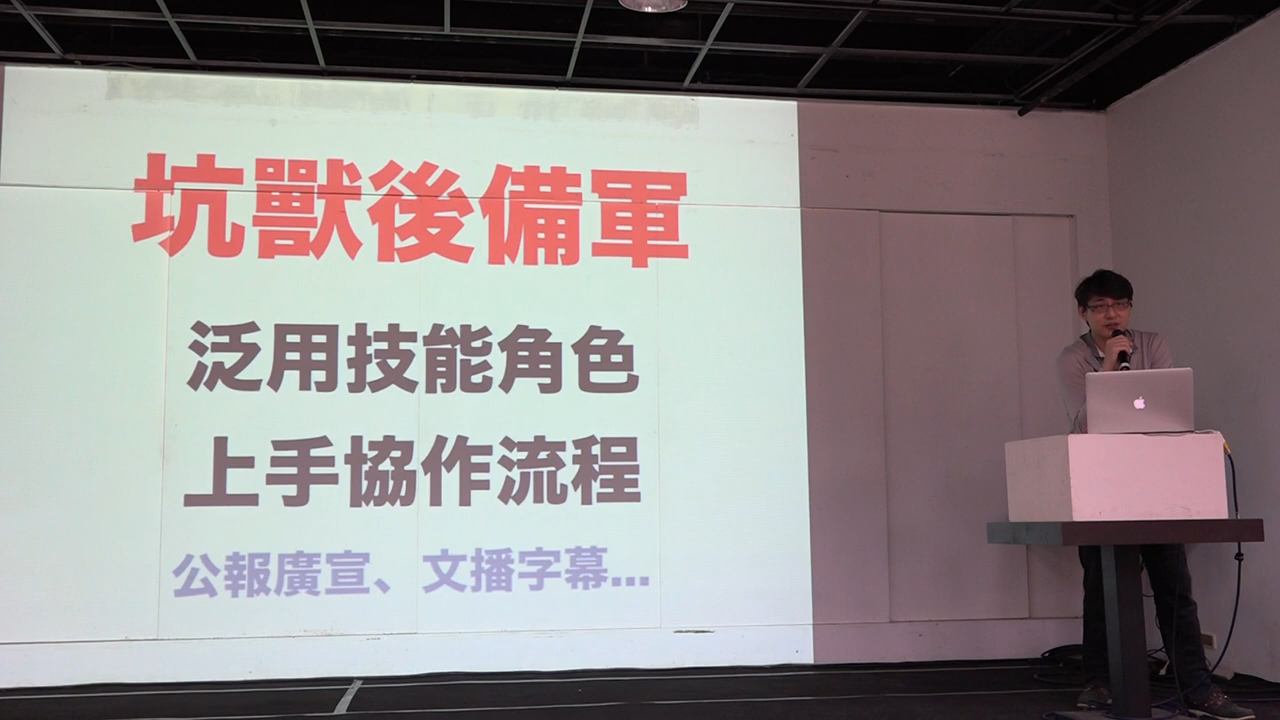 坑獸後備軍
泛用技能角色
上手協作流程
公報廣宣、文播字幕...